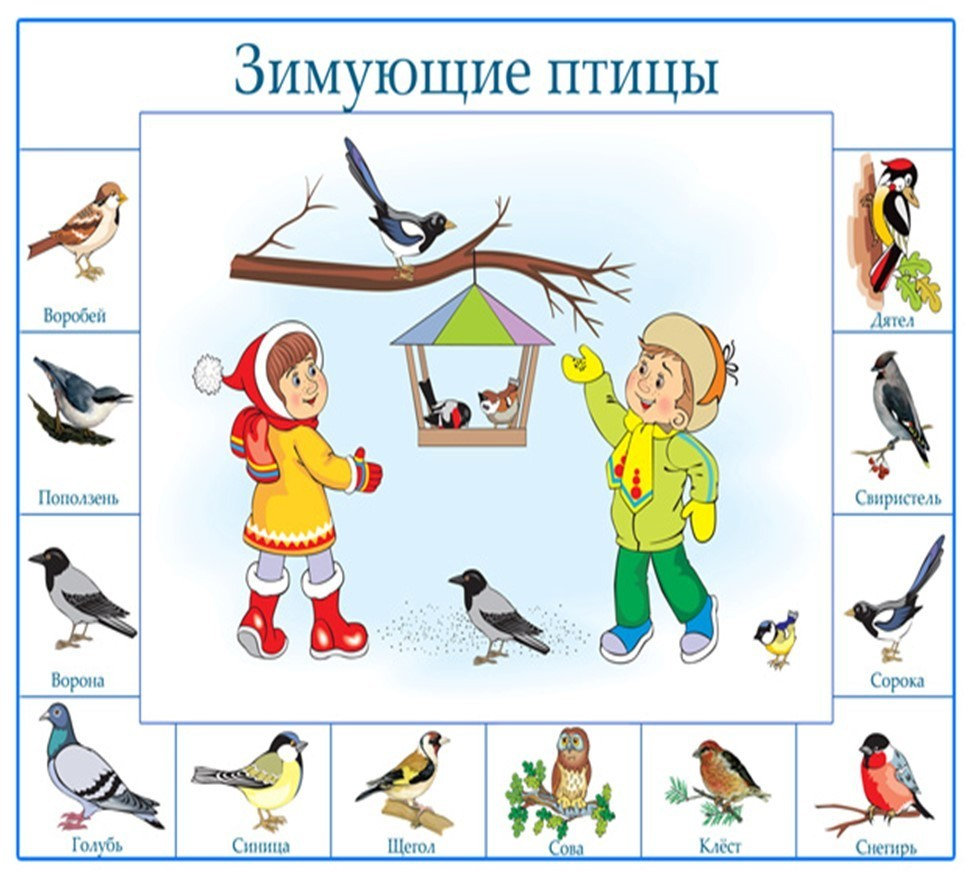 Зимующие птицы
Воробей
Дятел
Поползень
Свиристель
Ворона
Сорока
Голубь
Синица
Щегол
Сова
Клёст
Снегирь